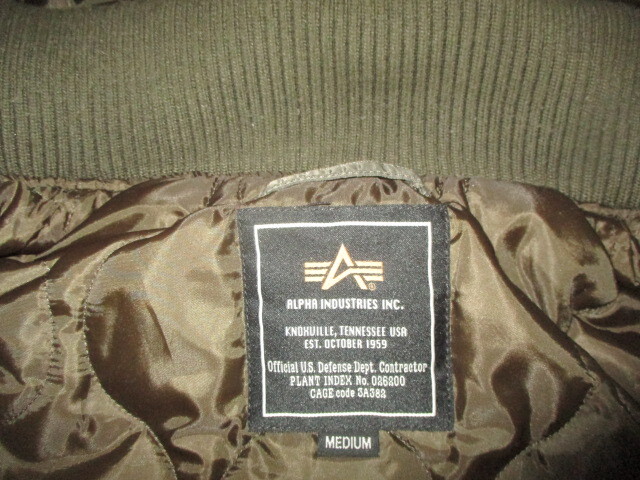 ALPHA INDUSTRIES INC.
KNOXVILLE, TENNESSEE USA
EST. OCTOBER 1959
Official U.S. Defense Dept. Contractor
PLANT INDEX No. 026200
CAGE code 3A382
MEDIUM